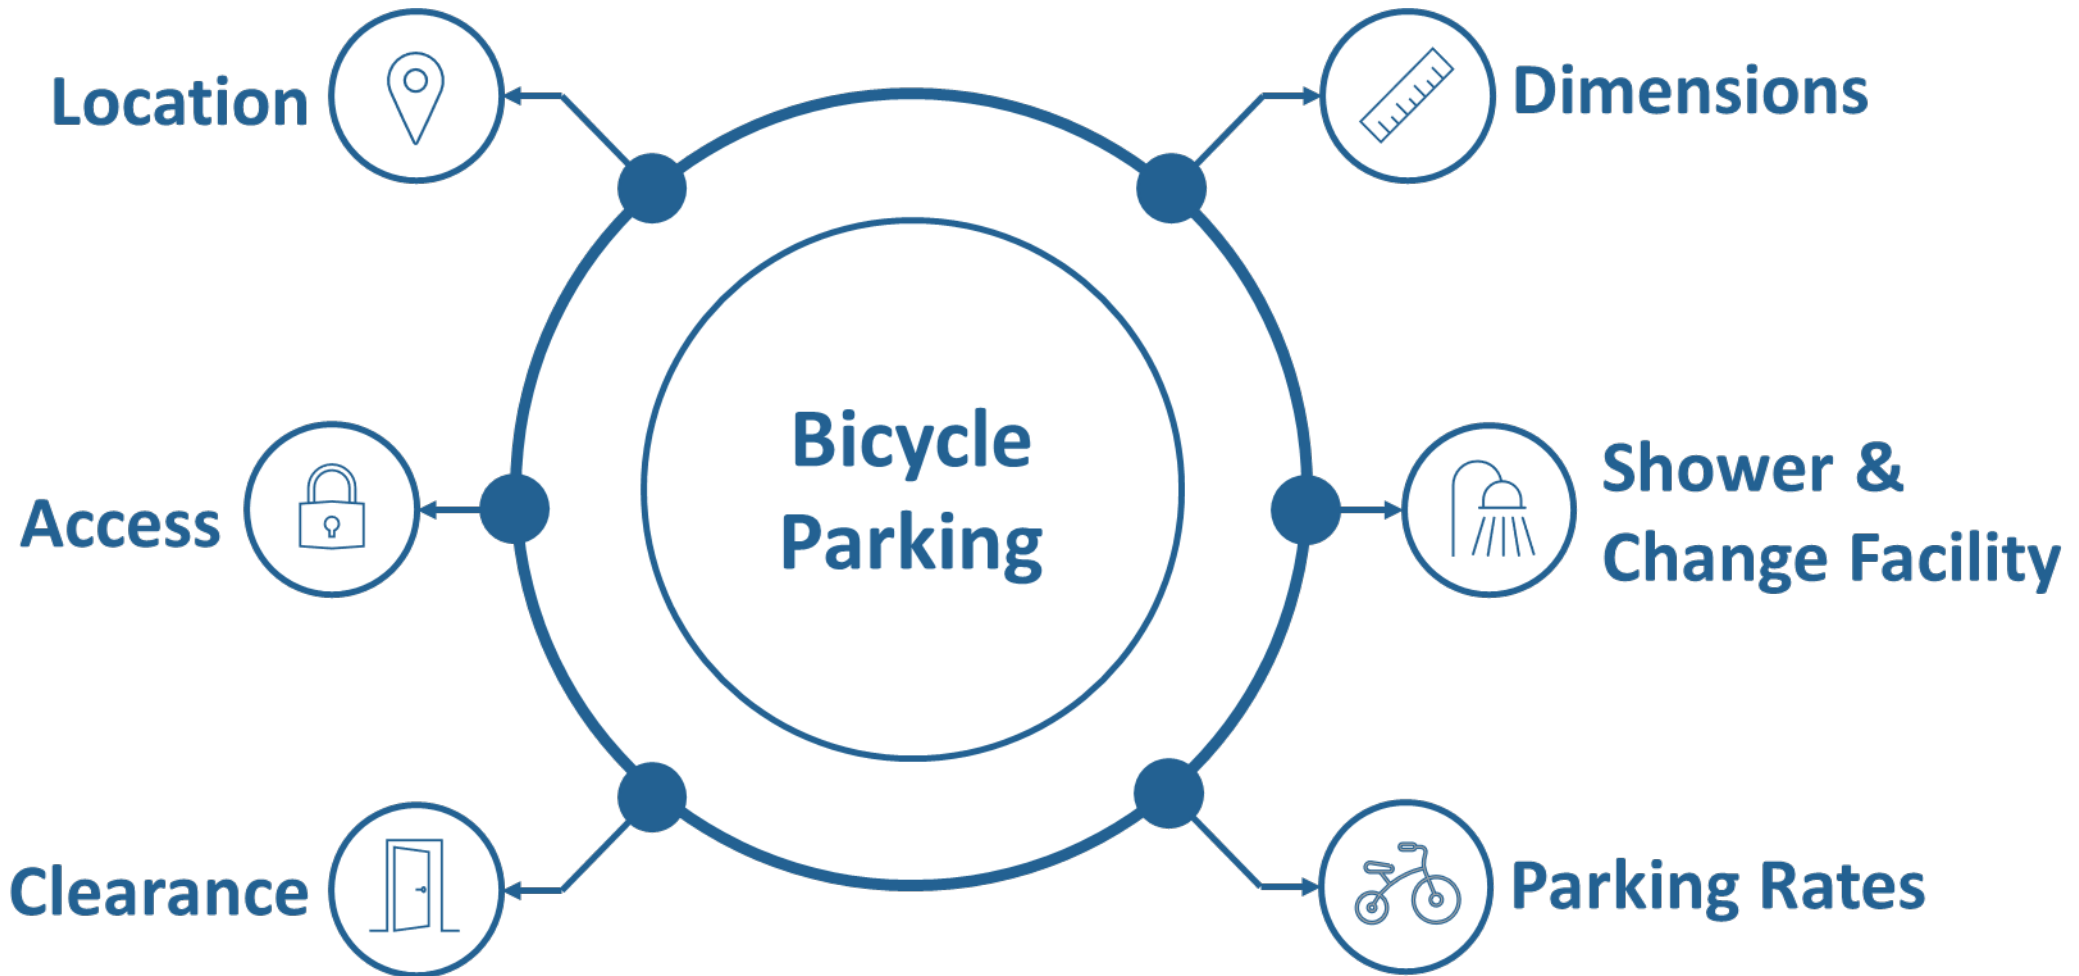 Location
Dimensions
Bicycle
Parking
Access
Shower &
Change Facility
Clearance
Parking Rates